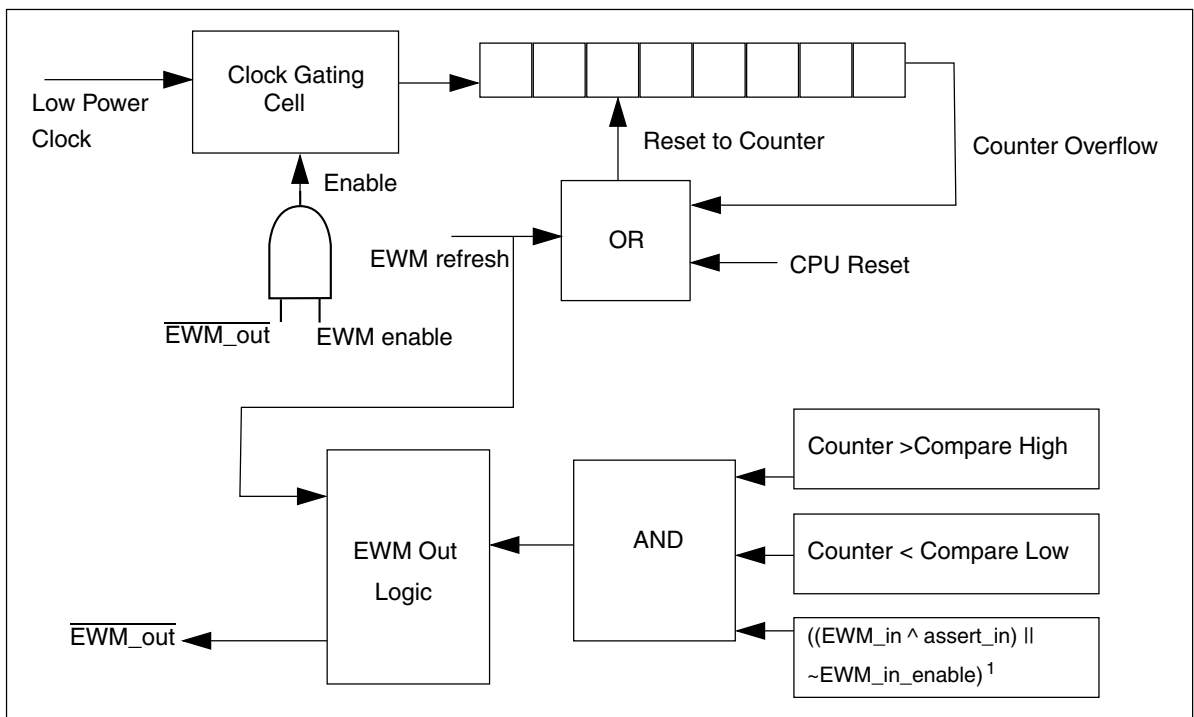 Clock Gating
Cell
Low Power
Clock
Reset to Counter
Counter Overflow
Enable
OR
EWM refresh
CPU Reset
EWM_out
EWM enable
Counter >Compare High
EWM Out
Logic
AND
Counter < Compare Low
EWM_out
((EWM_in ^ assert_in) ||
~EWM_in_enable) 1